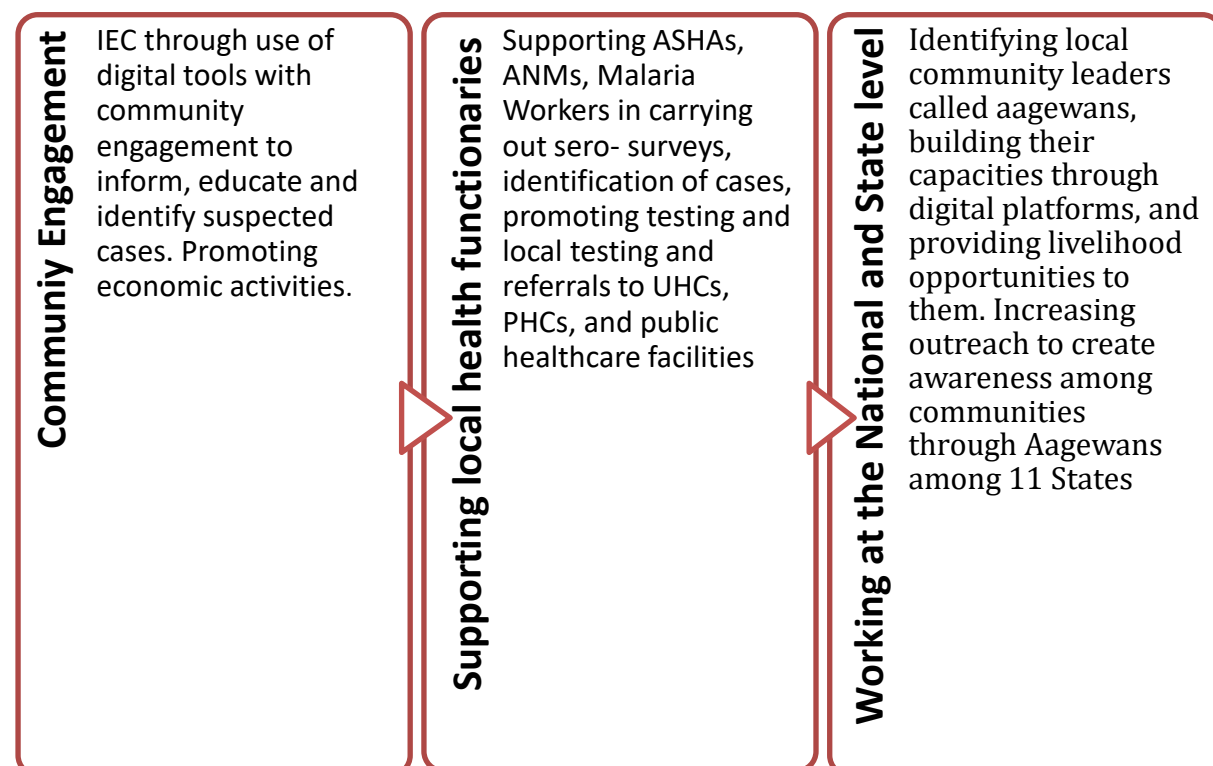 Communiy Engagement
IEC through use of
digital tools with
community
engagement to
inform, educate and
identify suspected
cases. Promoting
economic activities.
Supporting local health functionaries
Supporting ASHAs,
ANMs, Malaria
Workers in carrying
out sero- surveys,
identification of cases,
promoting testing and
local testing and
referrals to UHCs,
PHCs, and public
healthcare facilities
Working at the National and State level
Identifying local
community leaders
called aagewans,
building their
capacities through
digital platforms, and
providing livelihood
opportunities to
them. Increasing
outreach to create
awareness among
communities
through Aagewans
among 11 States